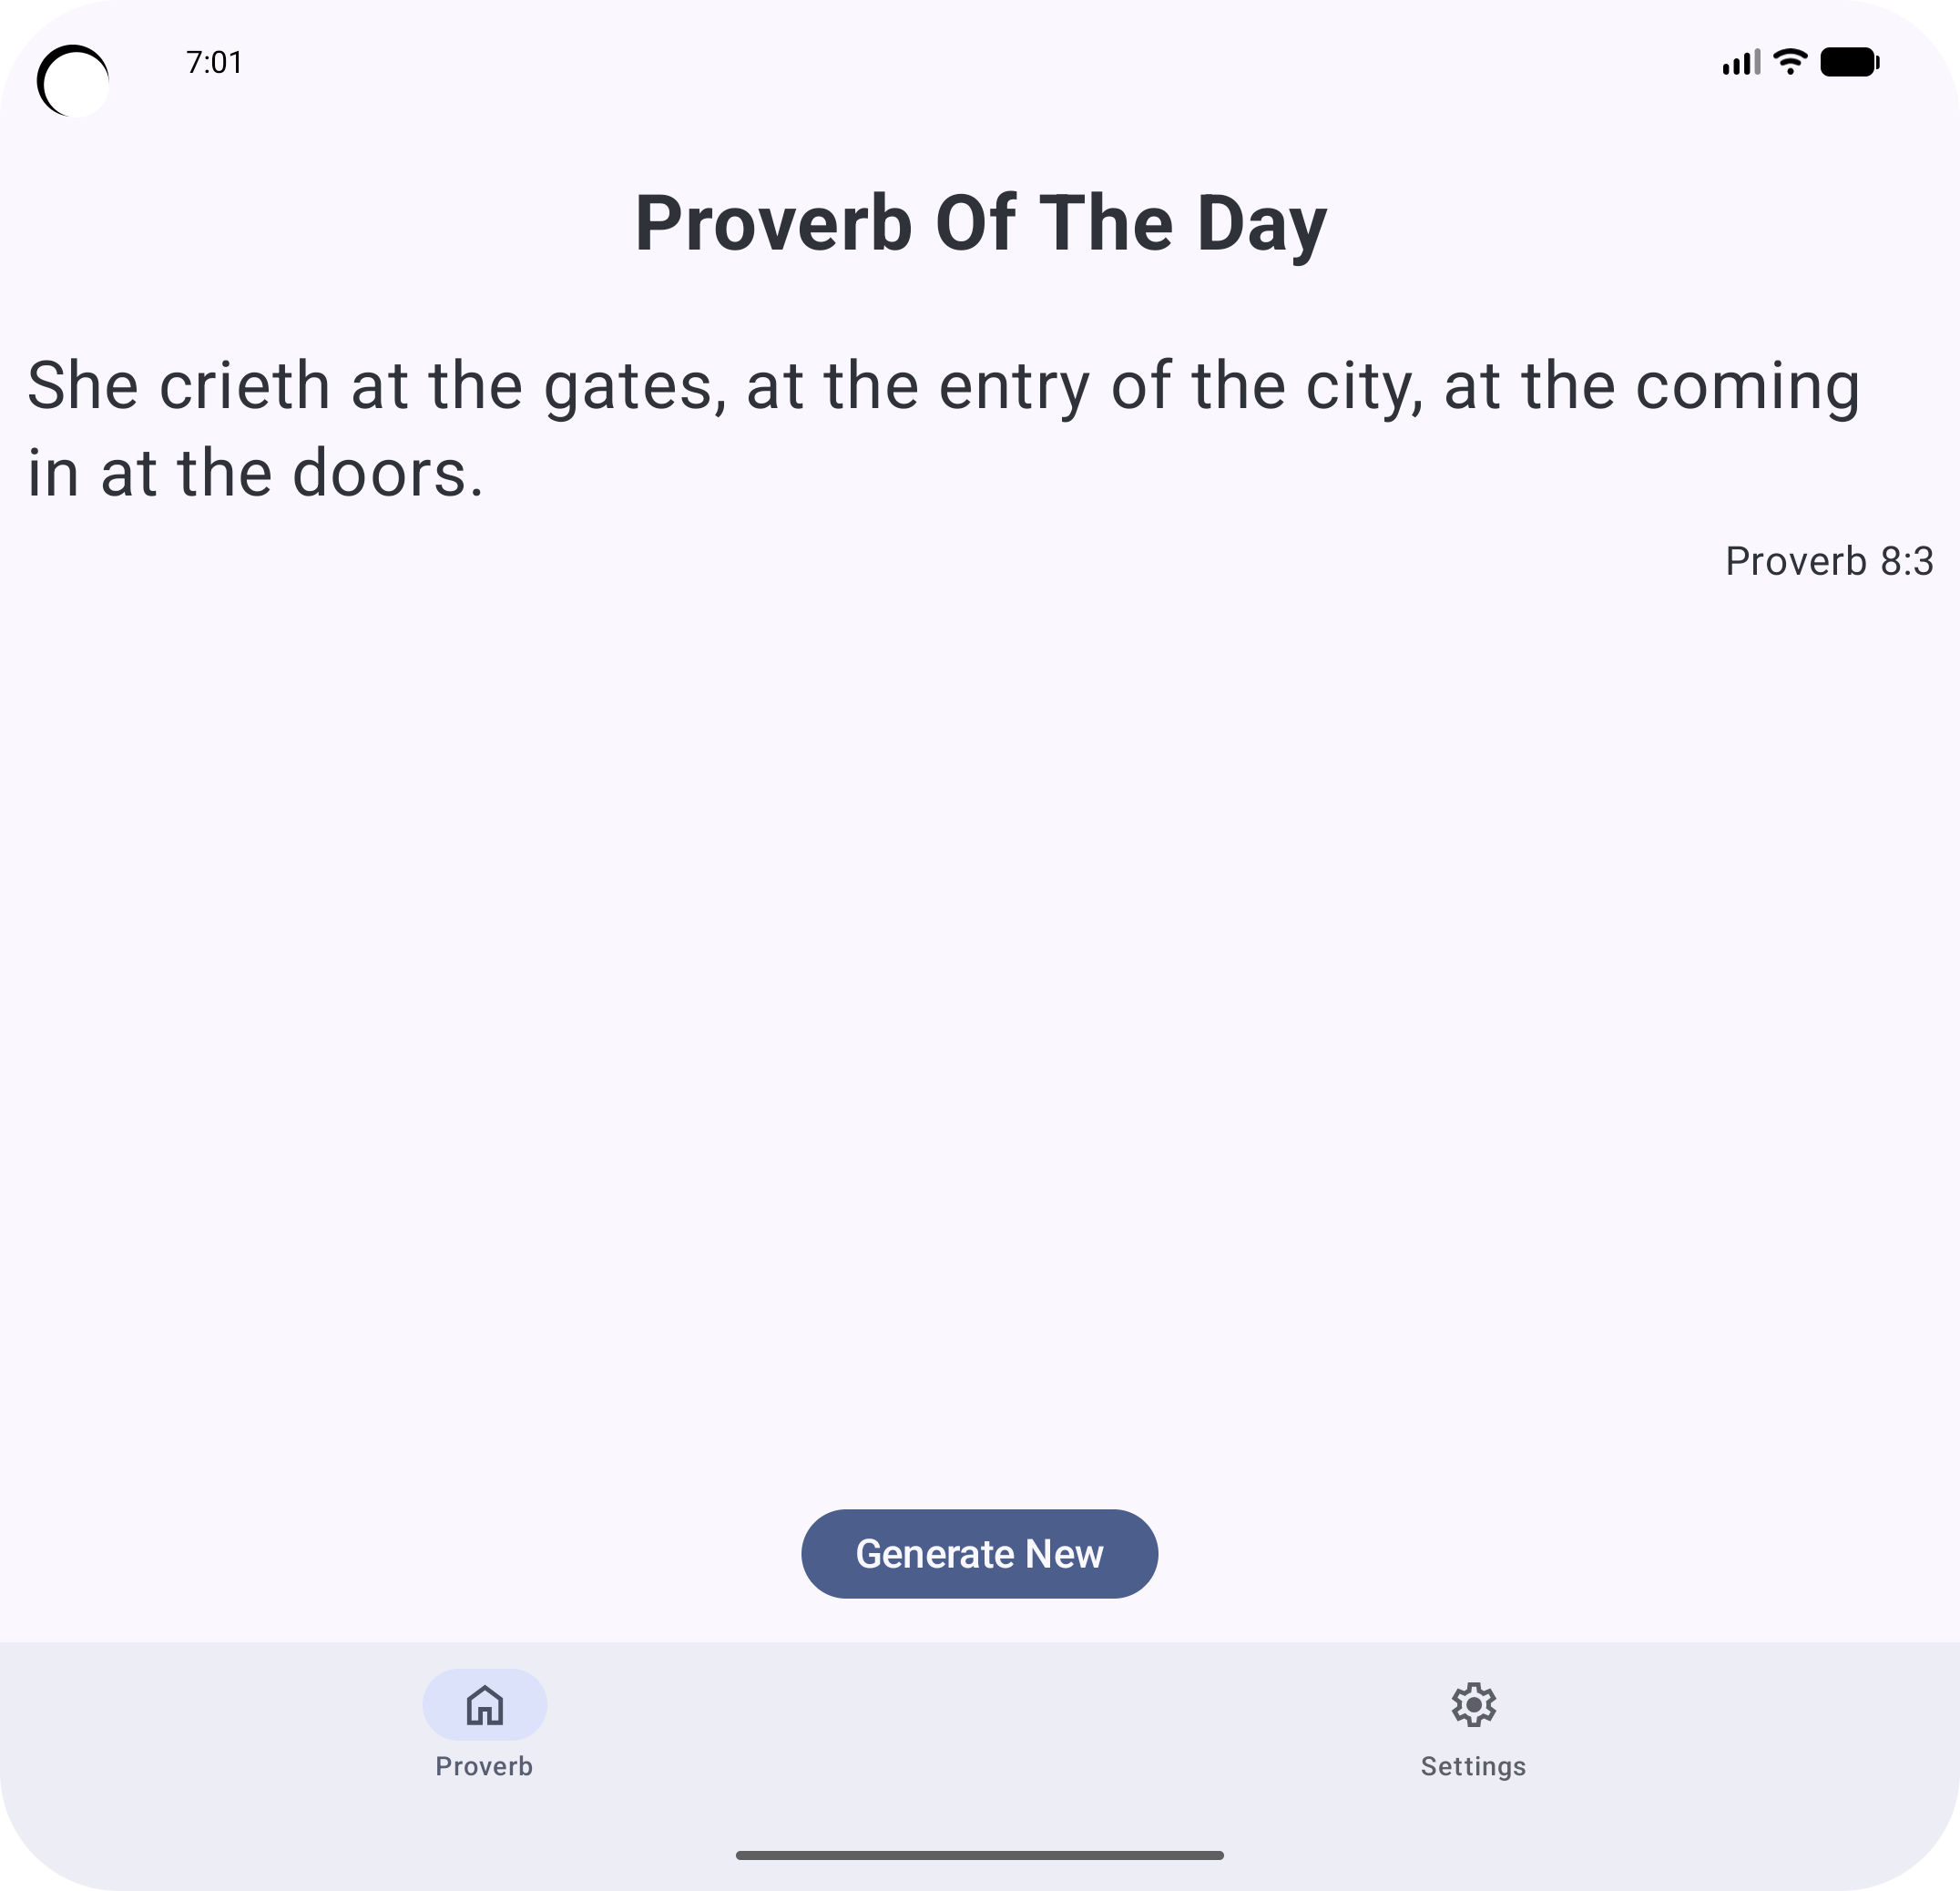 7:01
Proverb Of The Day
She crieth at the gates, at the entry of the city, at the coming
in at the doors.
Proverb 8:3
Generate New
Proverb
Settings